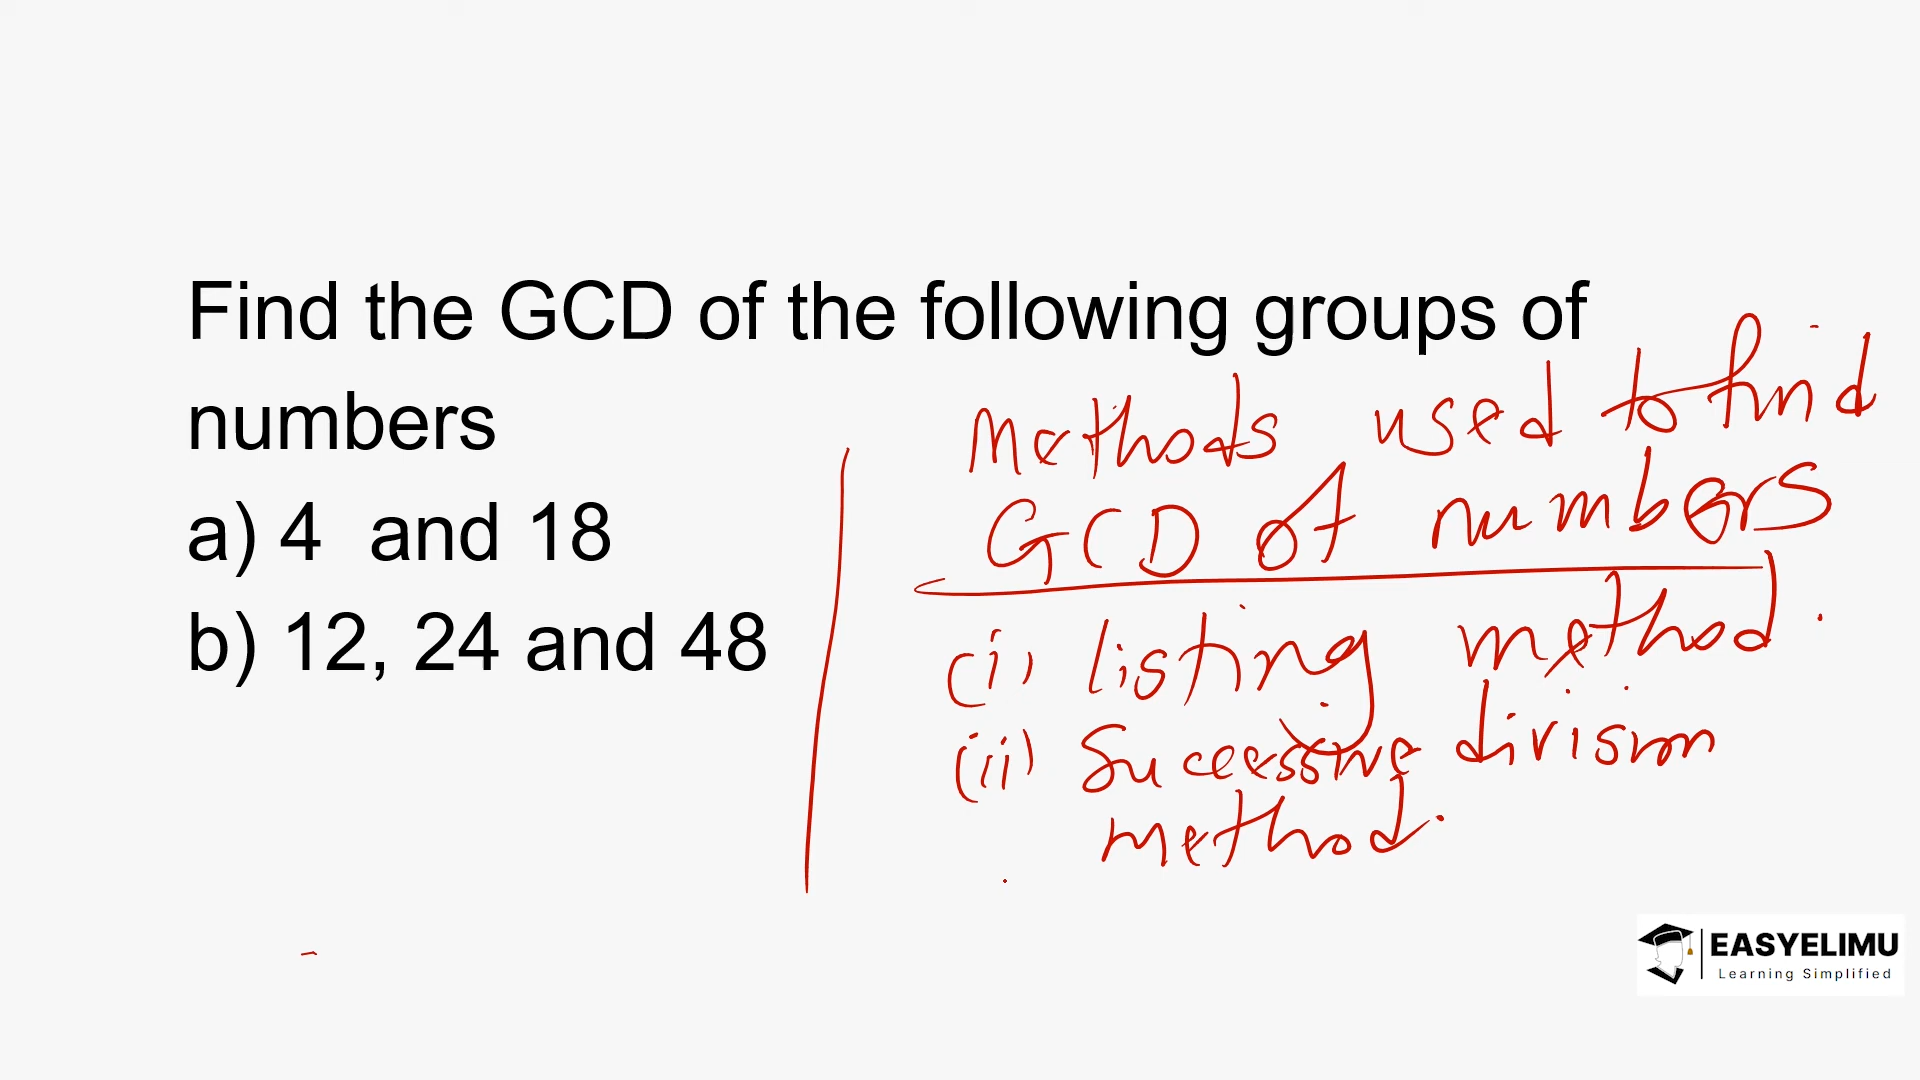 Find the GCD of the following groups of
numbers
a) 4 and 18
b) 12, 24 and 48
Methods used to find
GCD of numbers
(i) listing method.
(ii) Sucessive division
method.
EASYELIMU
Learning Simplified